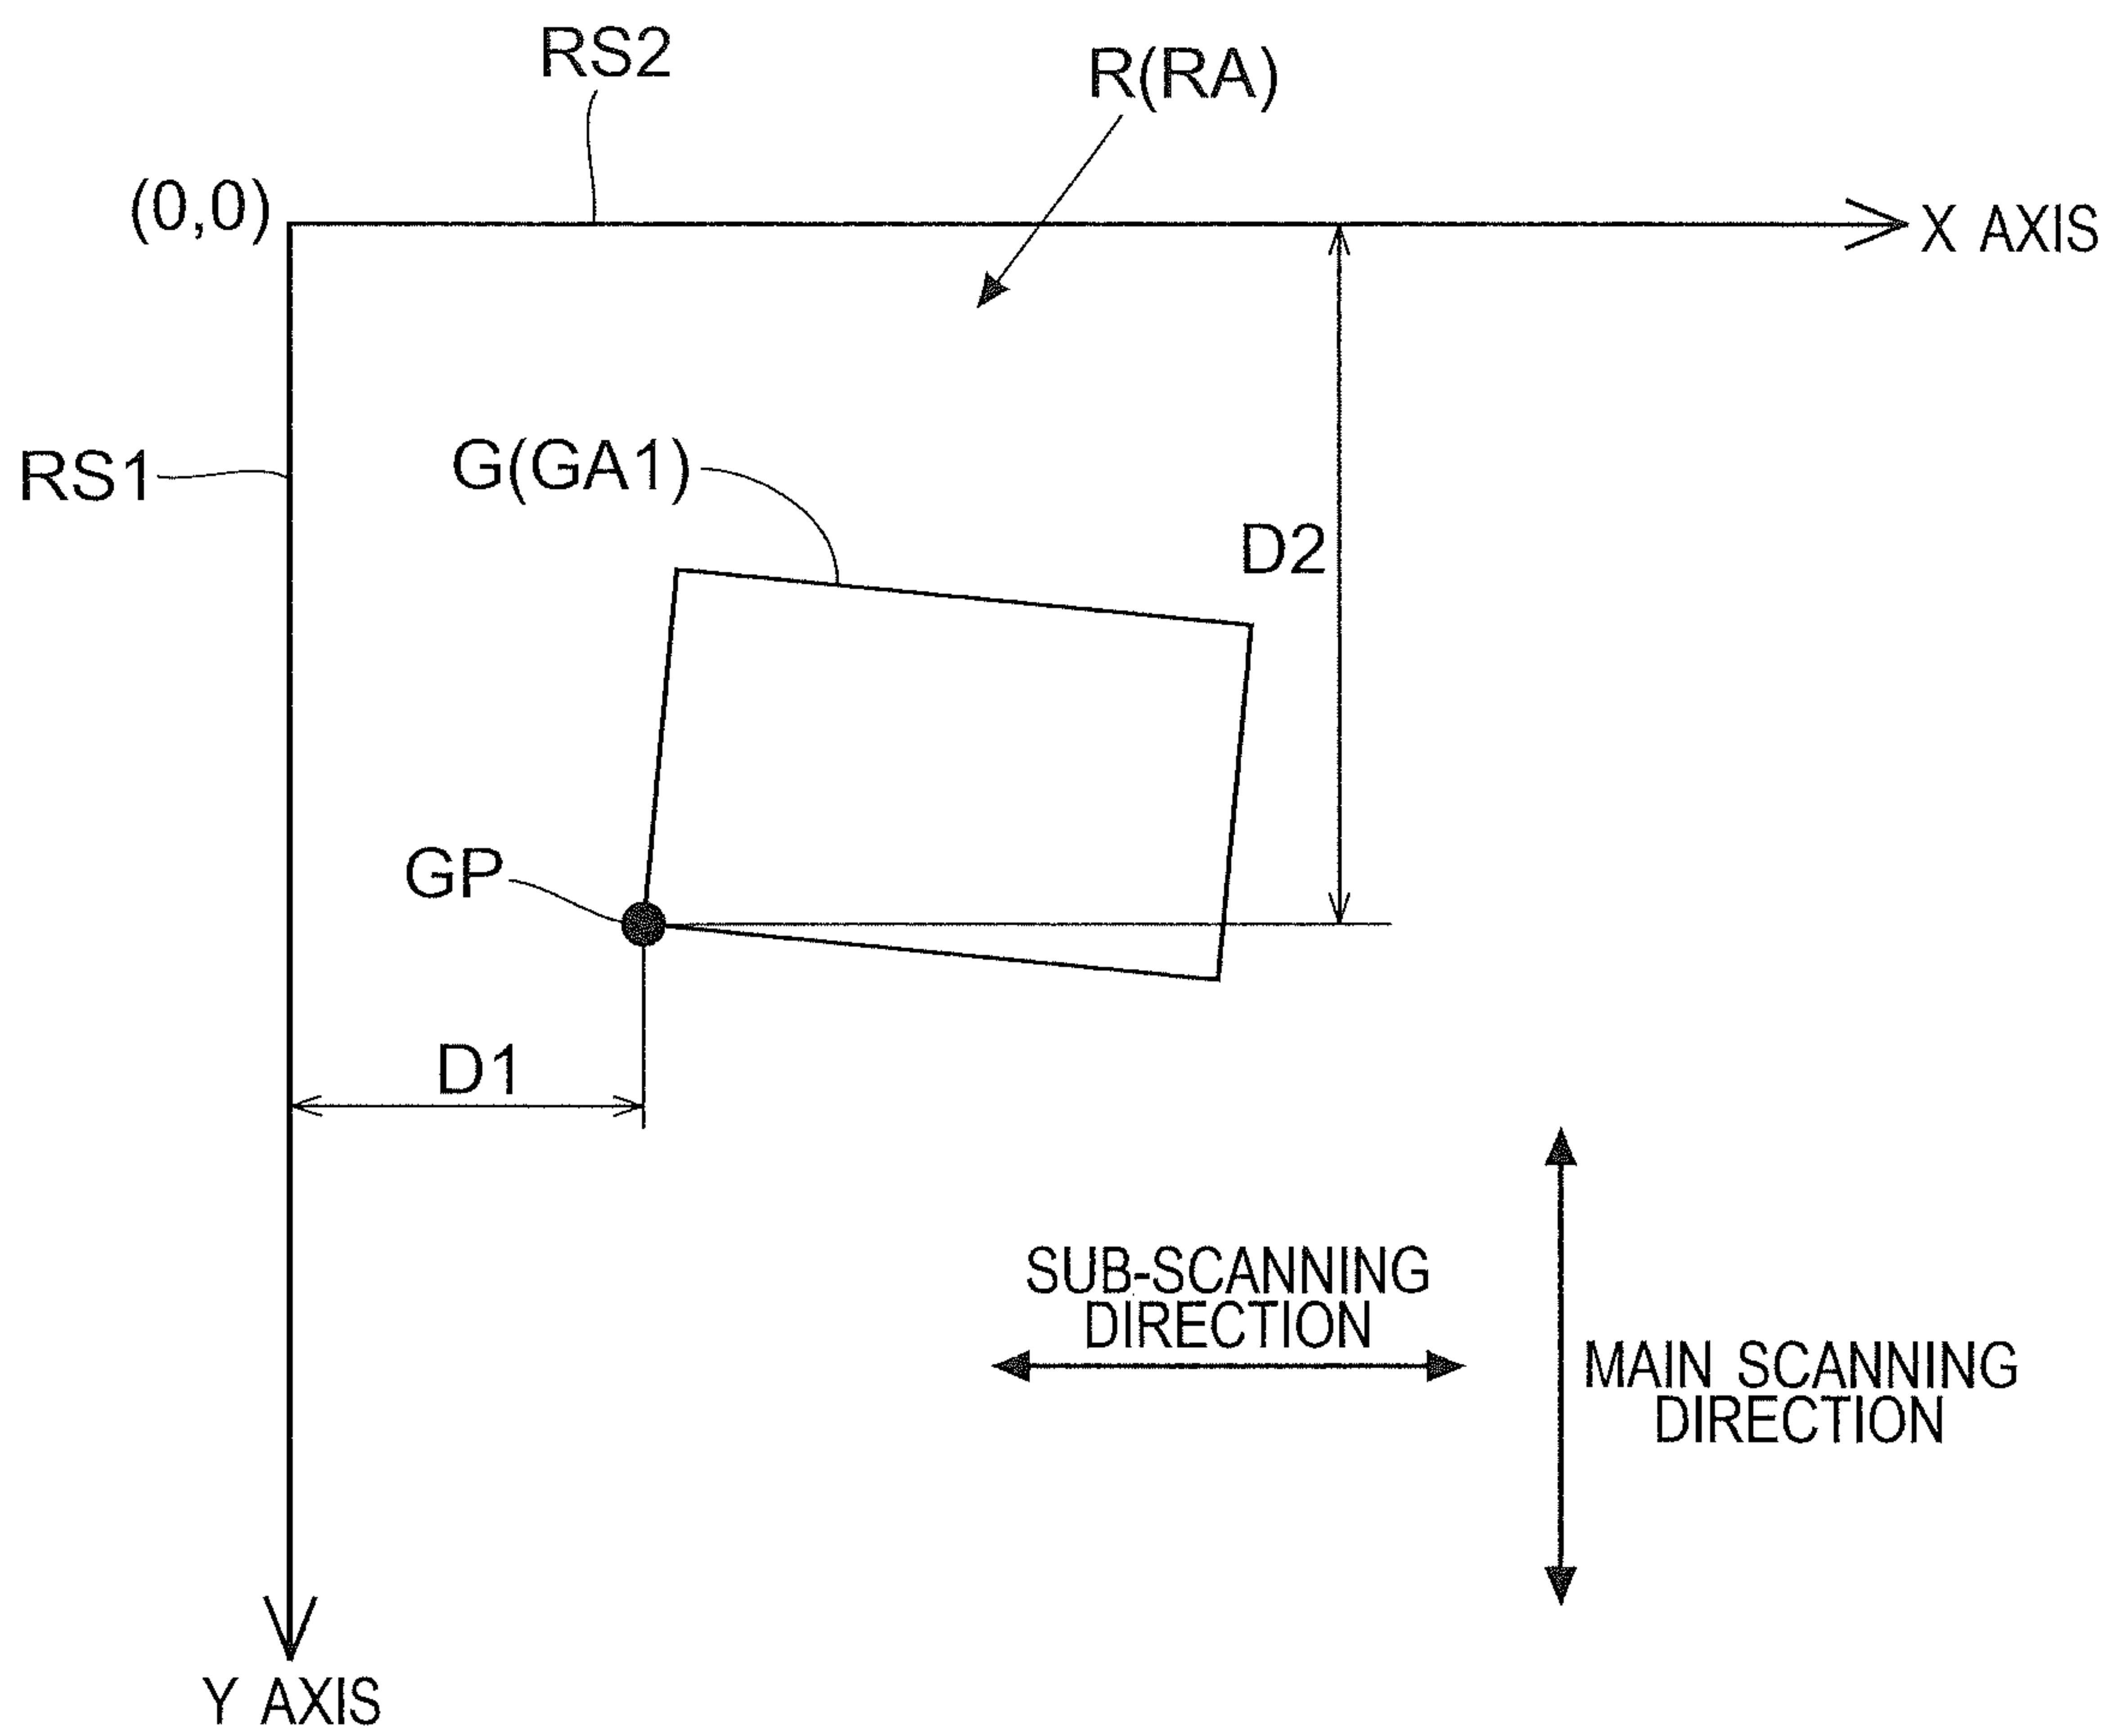 RS2
R(RA)
(0,0)
X AXIS
RS1
G(GA1)
D2
GP
D1
SUB-SCANNING
DIRECTION
MAIN SCANNING
DIRECTION
Y AXIS